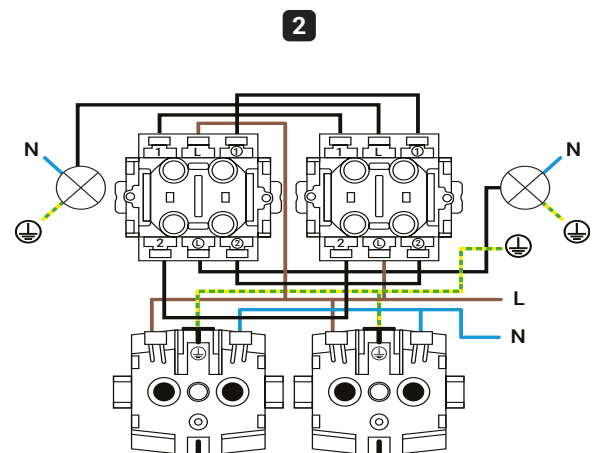 2
1 L ① 1 L ①
N N
2 Ⓛ ② 2 Ⓛ ②
L
N